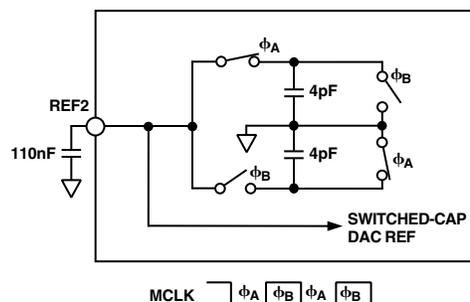 ϕA
4pF
ϕB
REF2
110nF
4pF
ϕB
ϕA
SWITCHED-CAP
DAC REF
MCLK ϕA ϕB ϕA ϕB